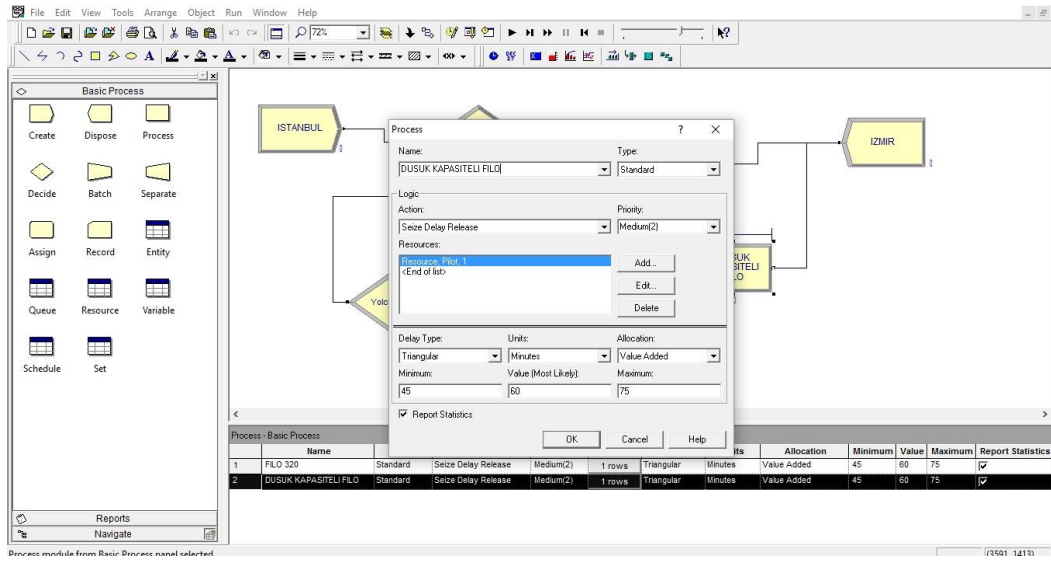 File Edit View Tools Arrange Object Run Window Help
72%
Basic Process
Create Dispose Process
Decide Batch Separate
Assign Record Entity
Queue Resource Variable
Schedule Set
Reports
Navigate
ISTANBUL
0
IZMIR
0
Yolc
SUK
SITELI
LO
Process ? ×
Name: Type:
DUSUK KAPASITELI FILO Standard
Logic
Action: Priority:
Seize Delay Release Medium(2)
Resources:
Resource, Pilot, 1
<End of list>
Add...
Edit...
Delete
Delay Type: Units: Allocation:
Triangular Minutes Value Added
Minimum: Value (Most Likely): Maximum:
45 60 75
Report Statistics
OK Cancel Help
Process - Basic Process
Name its Allocation Minimum Value Maximum Report Statistics
1 FILO 320 Standard Seize Delay Release Medium(2) 1 rows Triangular Minutes Value Added 45 60 75
2 DUSUK KAPASITELI FILO Standard Seize Delay Release Medium(2) 1 rows Triangular Minutes Value Added 45 60 75
Process module from Basic Process panel selected. (3591, 1413)